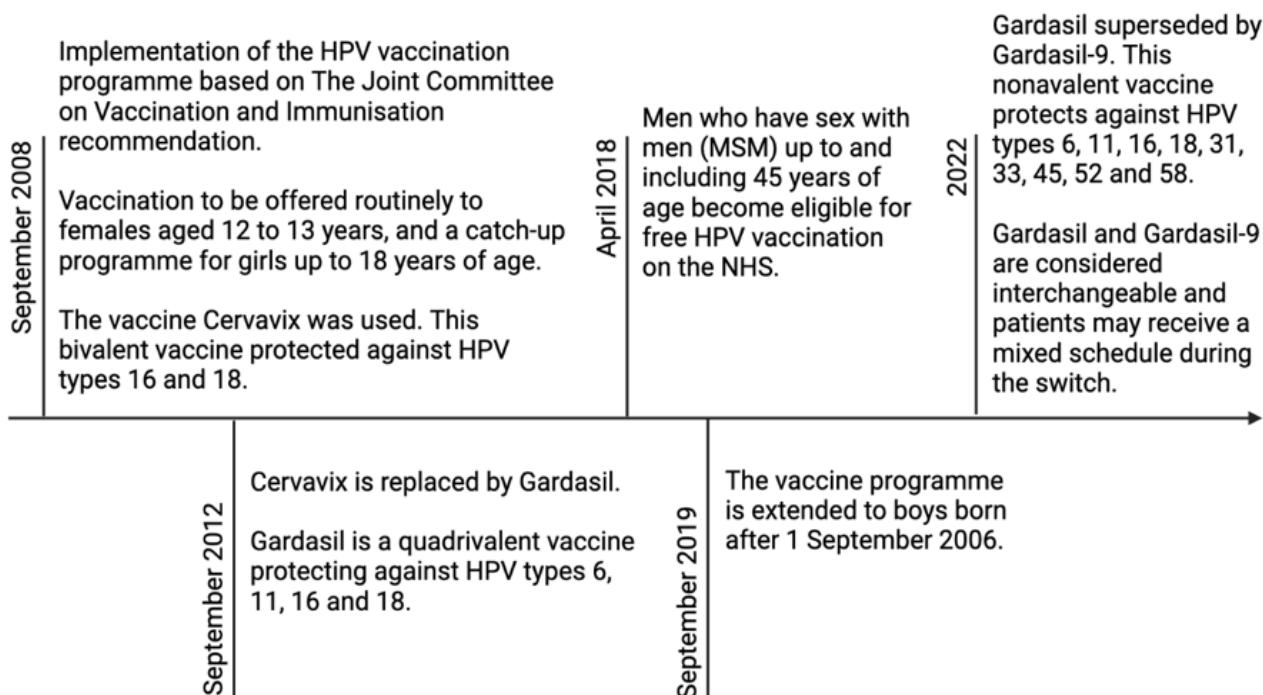 September 2008
Implementation of the HPV vaccination
programme based on The Joint Committee
on Vaccination and Immunisation
recommendation.
Vaccination to be offered routinely to
females aged 12 to 13 years, and a catch-up
programme for girls up to 18 years of age.
The vaccine Cervavix was used. This
bivalent vaccine protected against HPV
types 16 and 18.
September 2012
Cervavix is replaced by Gardasil.
Gardasil is a quadrivalent vaccine
protecting against HPV types 6,
11, 16 and 18.
April 2018
Men who have sex with
men (MSM) up to and
including 45 years of
age become eligible for
free HPV vaccination
on the NHS.
September 2019
The vaccine programme
is extended to boys born
after 1 September 2006.
2022
Gardasil superseded by
Gardasil-9. This
nonavalent vaccine
protects against HPV
types 6, 11, 16, 18, 31,
33, 45, 52 and 58.
Gardasil and Gardasil-9
are considered
interchangeable and
patients may receive a
mixed schedule during
the switch.